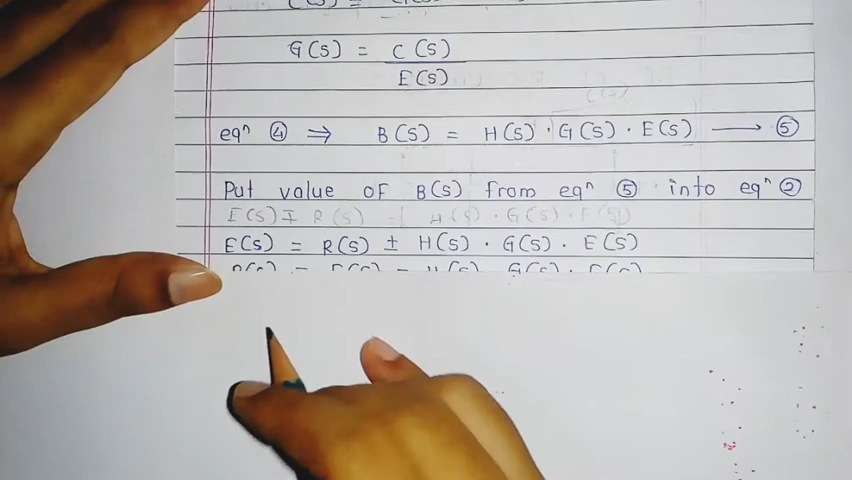 G(S) = C(S) / E(S)
eqⁿ ④ ⇒ B(S) = H(S) · G(S) · E(S) ⟶ ⑤
Put value of B(S) from eqⁿ ⑤ into eqⁿ ②
E(S) = R(S) ± H(S) · G(S) · E(S)